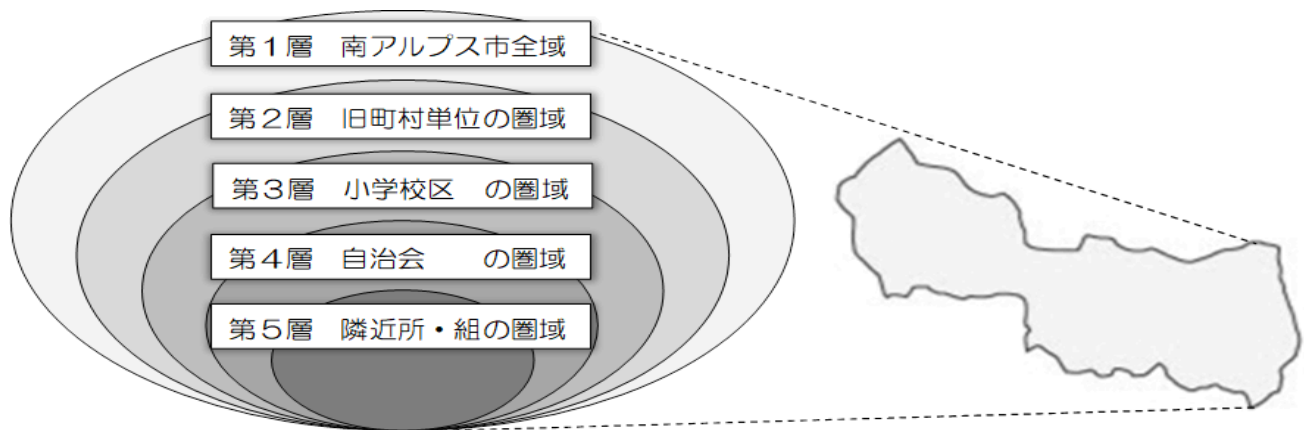 第１層　南アルプス市全域
第２層　旧町村単位の圏域
第３層　小学校区　の圏域
第４層　自治会　　の圏域
第５層　隣近所・組の圏域